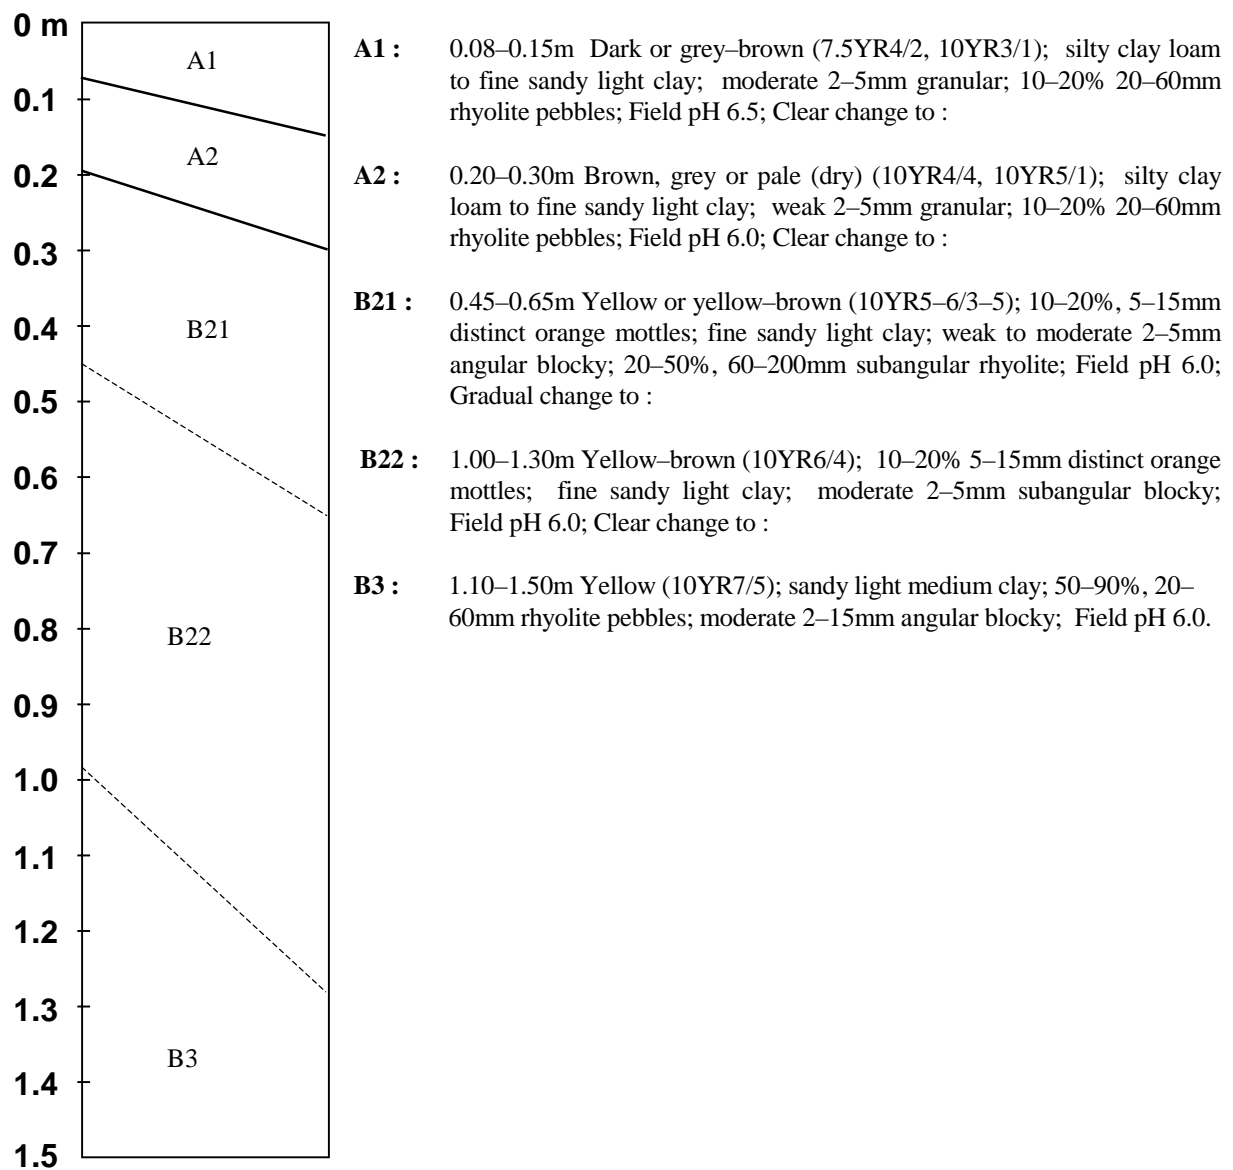 0 m
0.1
0.2
0.3
0.4
0.5
0.6
0.7
0.8
0.9
1.0
1.1
1.2
1.3
1.4
1.5
A1
A2
B21
B22
B3
A1 : 0.08–0.15m Dark or grey–brown (7.5YR4/2, 10YR3/1); silty clay loam
to fine sandy light clay; moderate 2–5mm granular; 10–20% 20–60mm
rhyolite pebbles; Field pH 6.5; Clear change to :
A2 : 0.20–0.30m Brown, grey or pale (dry) (10YR4/4, 10YR5/1); silty clay
loam to fine sandy light clay; weak 2–5mm granular; 10–20% 20–60mm
rhyolite pebbles; Field pH 6.0; Clear change to :
B21 : 0.45–0.65m Yellow or yellow–brown (10YR5–6/3–5); 10–20%, 5–15mm
distinct orange mottles; fine sandy light clay; weak to moderate 2–5mm
angular blocky; 20–50%, 60–200mm subangular rhyolite; Field pH 6.0;
Gradual change to :
B22 : 1.00–1.30m Yellow–brown (10YR6/4); 10–20% 5–15mm distinct orange
mottles; fine sandy light clay; moderate 2–5mm subangular blocky;
Field pH 6.0; Clear change to :
B3 : 1.10–1.50m Yellow (10YR7/5); sandy light medium clay; 50–90%, 20–
60mm rhyolite pebbles; moderate 2–15mm angular blocky; Field pH 6.0.